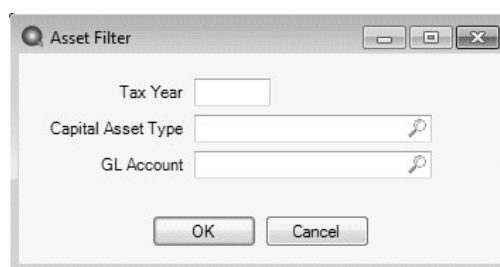 Asset Filter
Tax Year
Capital Asset Type
GL Account
OK Cancel